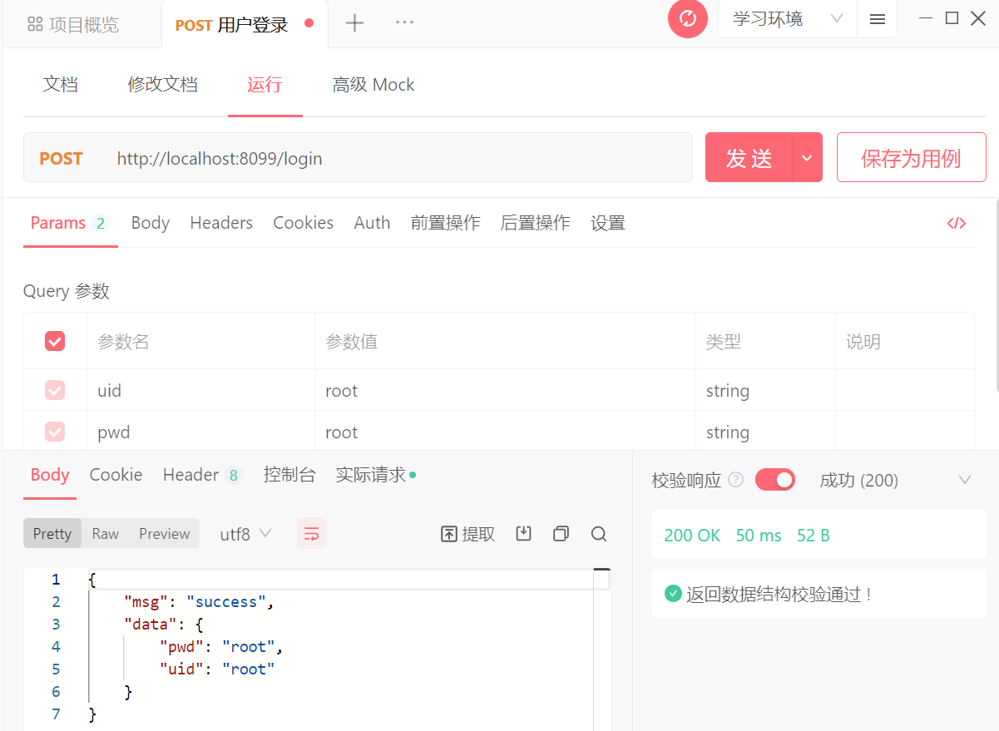 项目概览 POST 用户登录 学习环境
文档 修改文档 运行 高级 Mock
POST http://localhost:8099/login 发 送 保存为用例
Params 2 Body Headers Cookies Auth 前置操作 后置操作 设置 </>
Query 参数
参数名 参数值 类型 说明
uid root string
pwd root string
Body Cookie Header 8 控制台 实际请求 校验响应 ? 成功 (200)
Pretty Raw Preview utf8 提取 200 OK 50 ms 52 B
返回数据结构校验通过！
1 {
2 "msg": "success",
3 "data": {
4 "pwd": "root",
5 "uid": "root"
6 }
7 }